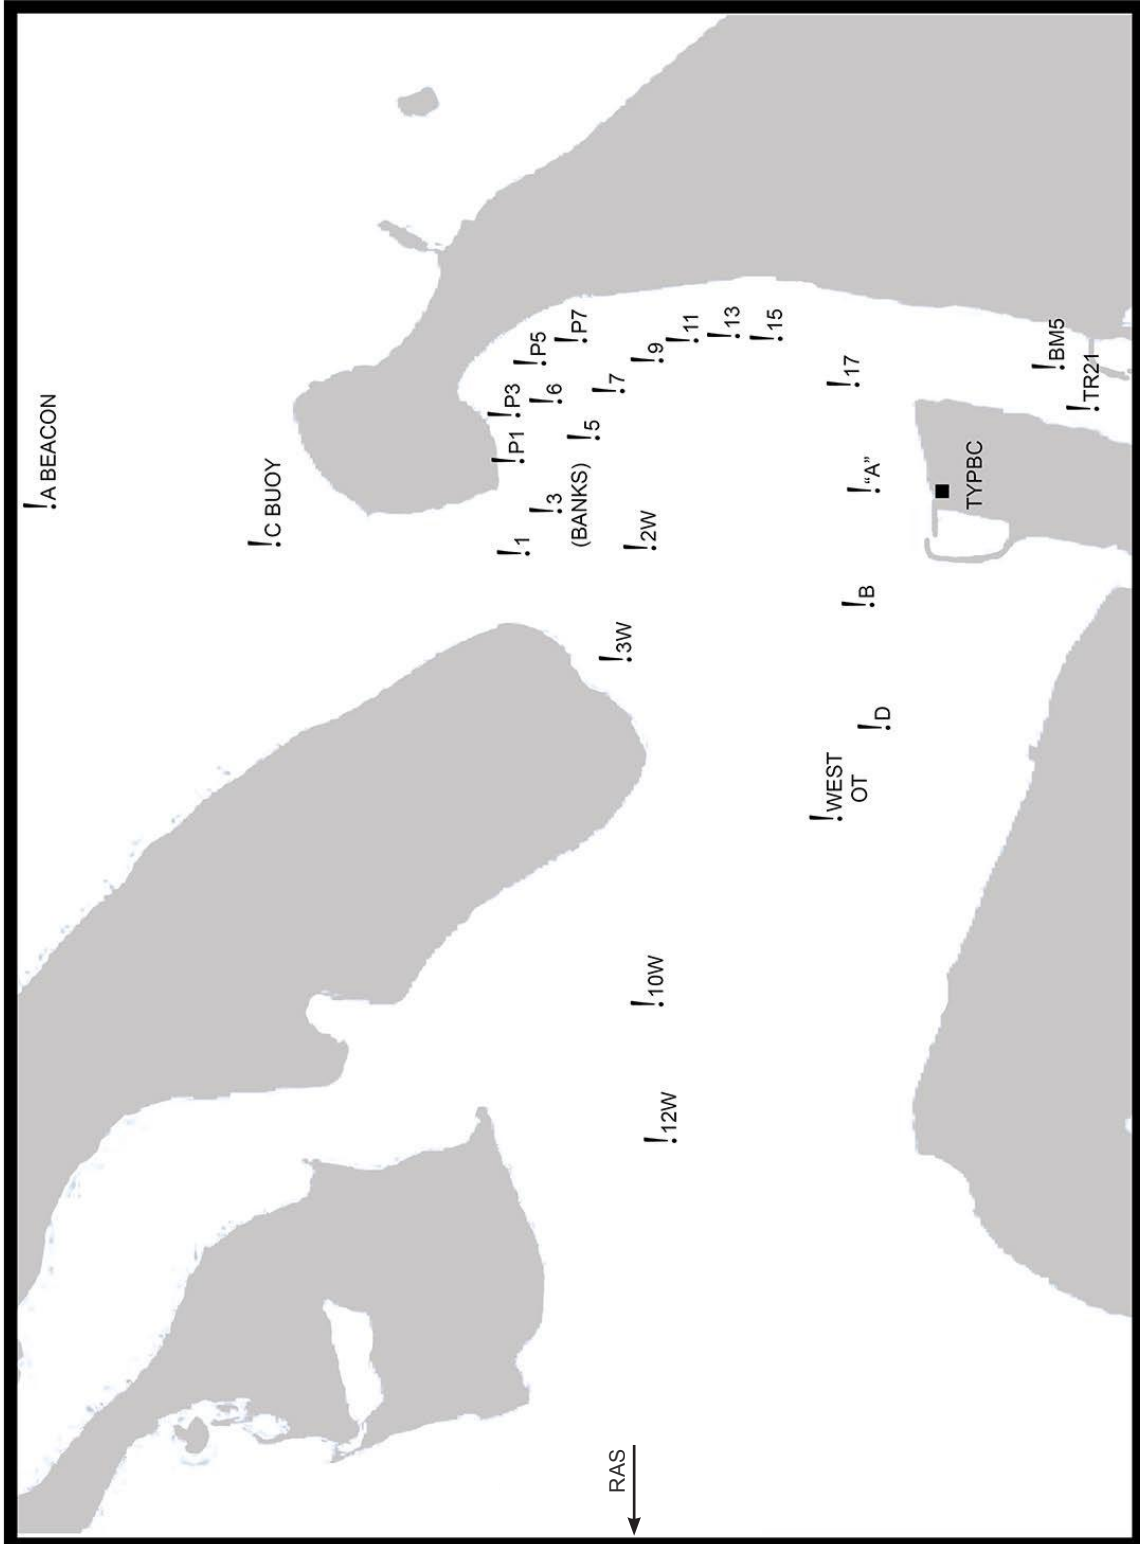 A BEACON
C BUOY
P1
P3
P5
P7
1
3
(BANKS)
5
6
7
9
11
13
15
17
2W
3W
"A"
B
D
WEST
OT
10W
12W
TYPBC
BM5
TR21
RAS